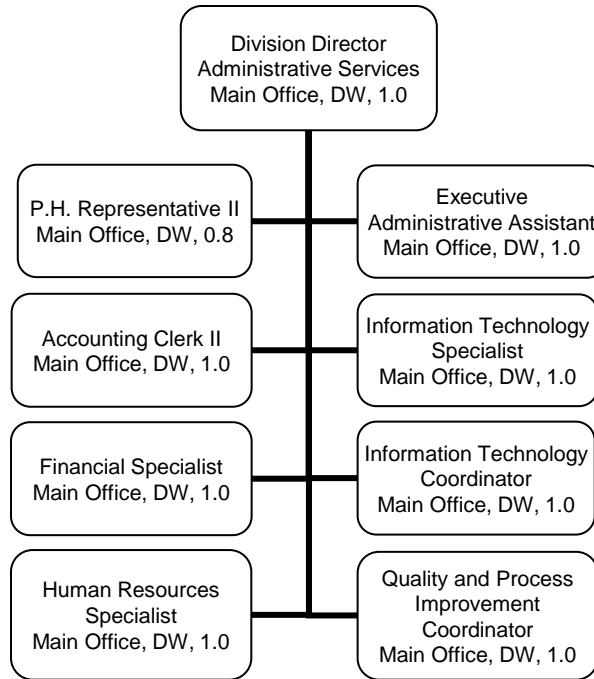 Division Director
Administrative Services
Main Office, DW, 1.0
P.H. Representative II
Main Office, DW, 0.8
Executive
Administrative Assistant
Main Office, DW, 1.0
Accounting Clerk II
Main Office, DW, 1.0
Information Technology
Specialist
Main Office, DW, 1.0
Financial Specialist
Main Office, DW, 1.0
Information Technology
Coordinator
Main Office, DW, 1.0
Human Resources
Specialist
Main Office, DW, 1.0
Quality and Process
Improvement
Coordinator
Main Office, DW, 1.0